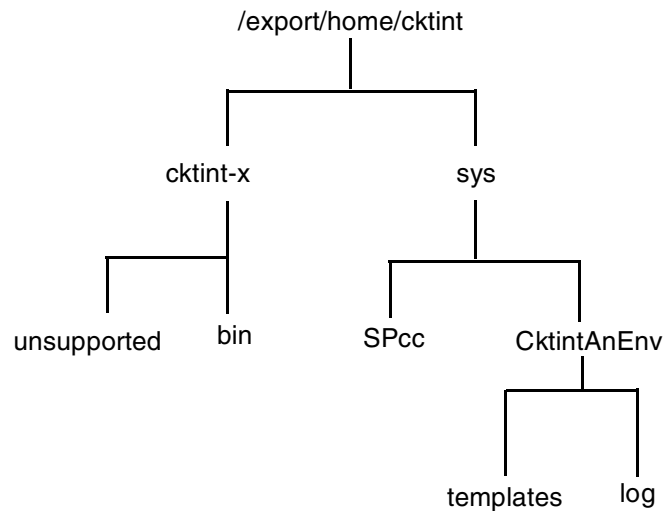 /export/home/cktint
cktint-x
sys
unsupported
bin
SPcc
CktintAnEnv
templates
log